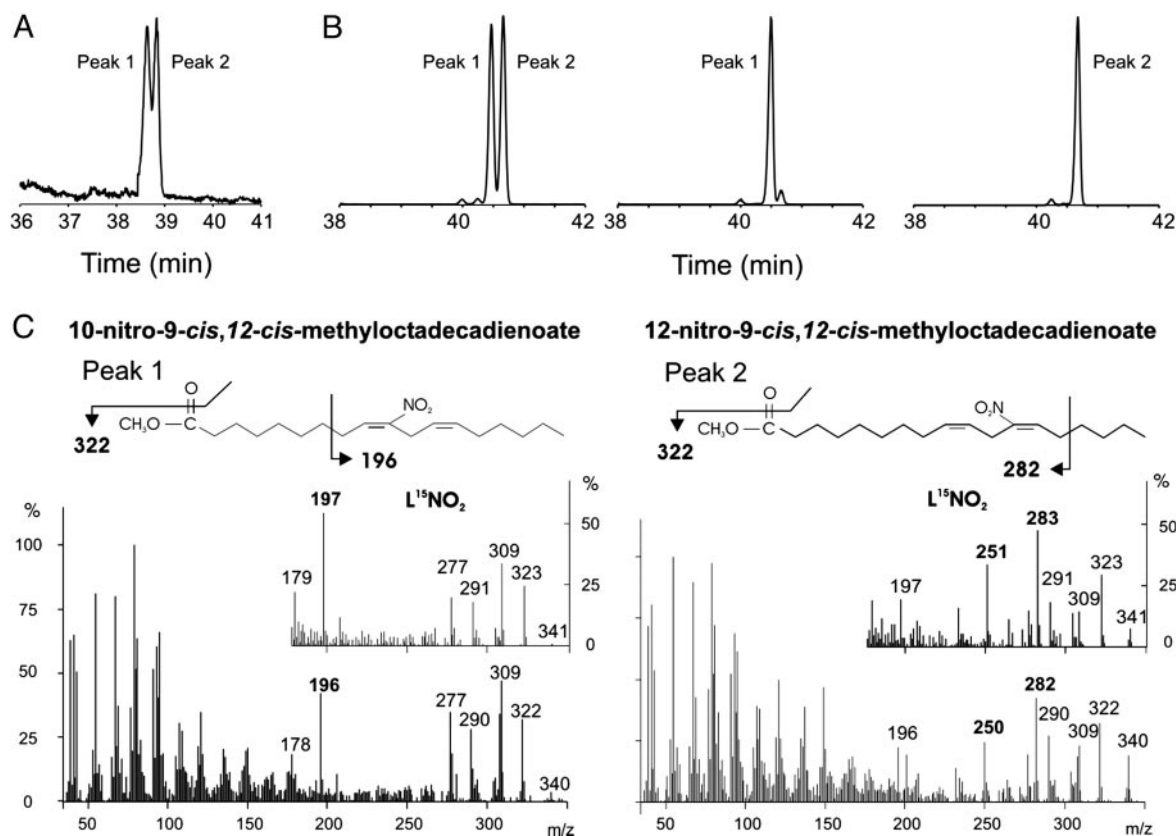 A
Peak 1 Peak 2
36 37 38 39 40 41
Time (min)
B
Peak 1 Peak 2
38 40 42
Peak 1
38 40 42
Peak 2
38 40 42
Time (min)
C
10-nitro-9-cis,12-cis-methyloctadecadienoate
Peak 1
O
NO₂
CH₃O C
322
196
%
L¹⁵NO₂
%
197
50
309
179
277
323
25
291
341
0
100
75
50
25
0
309
196
277
322
290
178
340
50 100 150 200 250 300
m/z
12-nitro-9-cis,12-cis-methyloctadecadienoate
Peak 2
O
O₂N
CH₃O C
322
282
L¹⁵NO₂
%
283
50
251
323
291
25
197
309
341
0
200 300
282
322
290
250
196
309
340
50 100 150 200 250 300
m/z